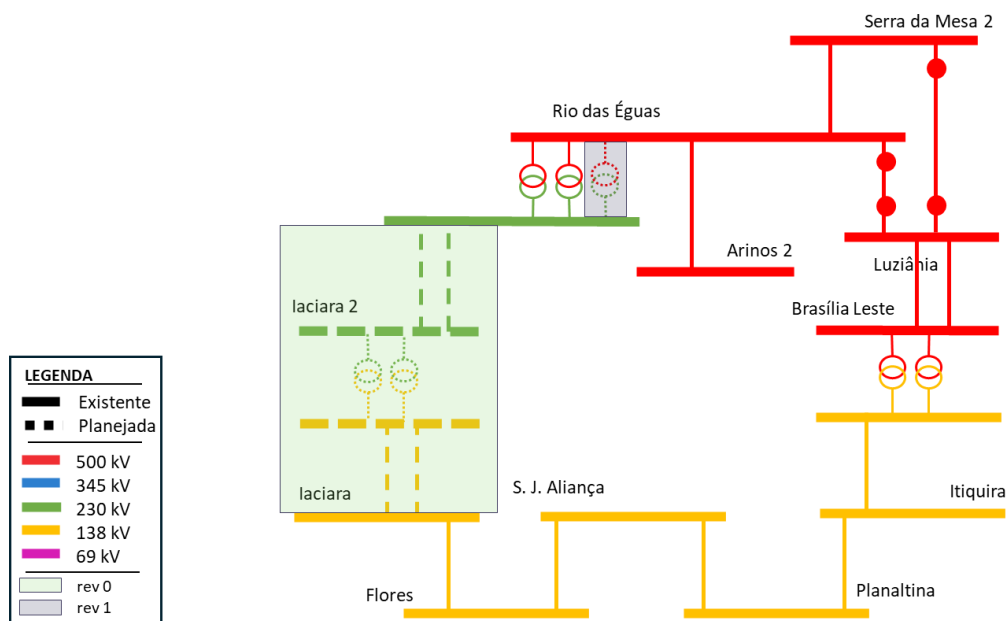 Serra da Mesa 2
Rio das Éguas
Arinos 2
Luziânia
Iaciara 2
Brasília Leste
LEGENDA
Existente
Planejada
500 kV
345 kV
230 kV
138 kV
69 kV
rev 0
rev 1
Iaciara
S. J. Aliança
Itiquira
Flores
Planaltina